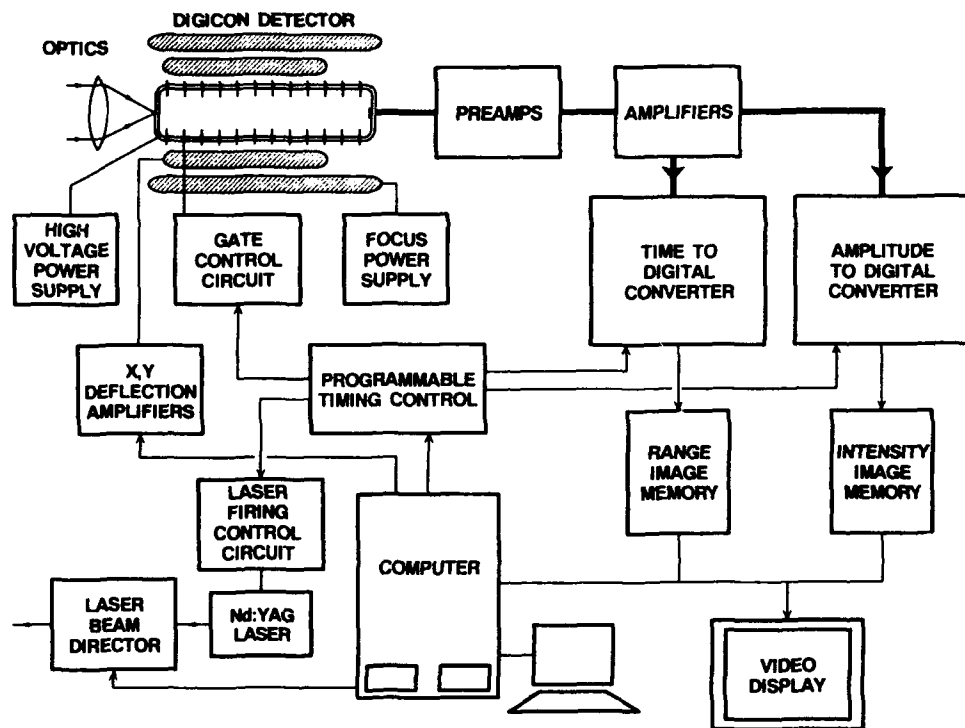 DIGICON DETECTOR
OPTICS
PREAMPS
AMPLIFIERS
HIGH
VOLTAGE
POWER
SUPPLY
GATE
CONTROL
CIRCUIT
FOCUS
POWER
SUPPLY
TIME TO
DIGITAL
CONVERTER
AMPLITUDE
TO DIGITAL
CONVERTER
X,Y
DEFLECTION
AMPLIFIERS
PROGRAMMABLE
TIMING CONTROL
RANGE
IMAGE
MEMORY
INTENSITY
IMAGE
MEMORY
LASER
FIRING
CONTROL
CIRCUIT
COMPUTER
LASER
BEAM
DIRECTOR
Nd:YAG
LASER
VIDEO
DISPLAY